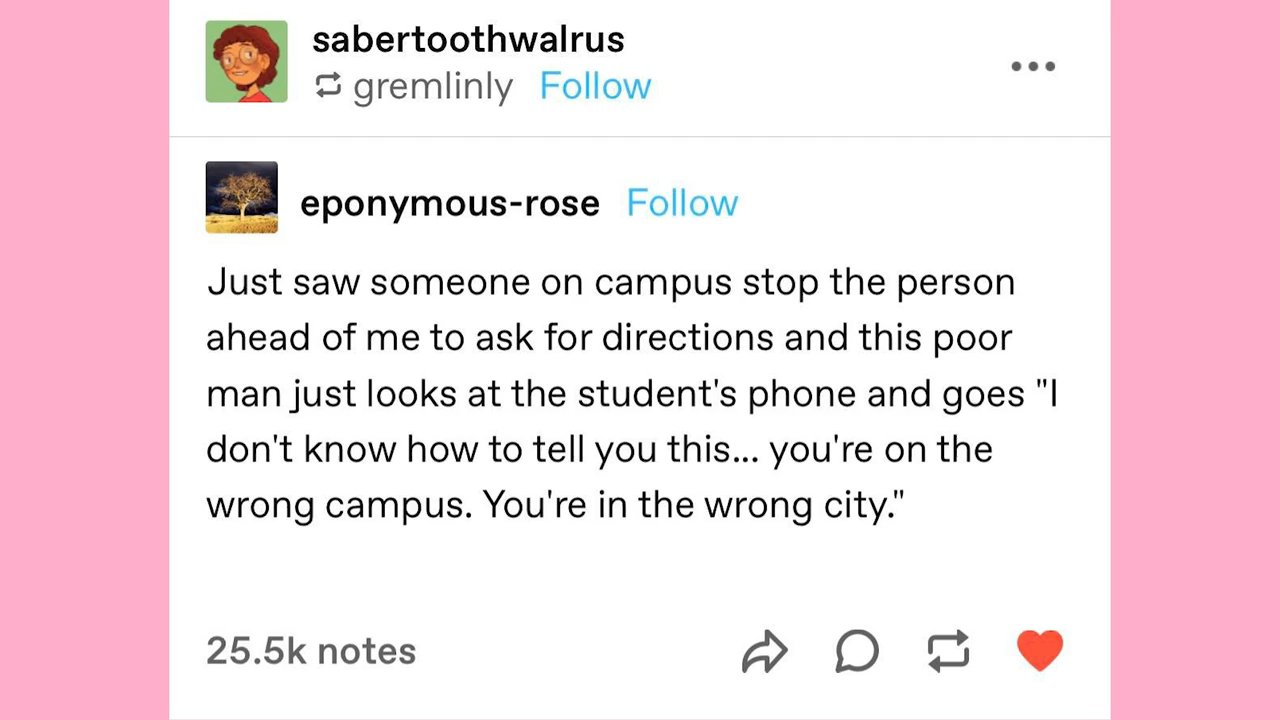 sabertoothwalrus
gremlinly Follow
eponymous-rose Follow
Just saw someone on campus stop the person
ahead of me to ask for directions and this poor
man just looks at the student's phone and goes "I
don't know how to tell you this... you're on the
wrong campus. You're in the wrong city."
25.5k notes